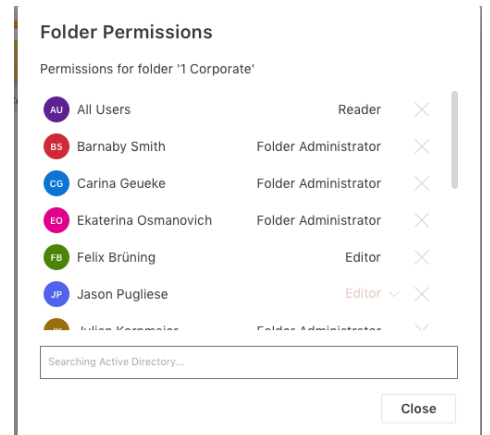 Folder Permissions
Permissions for folder '1 Corporate'
AU All Users Reader
BS Barnaby Smith Folder Administrator
CG Carina Geueke Folder Administrator
EO Ekaterina Osmanovich Folder Administrator
FB Felix Brüning Editor
JP Jason Pugliese Editor
Folder Administrator
Searching Active Directory...
Close